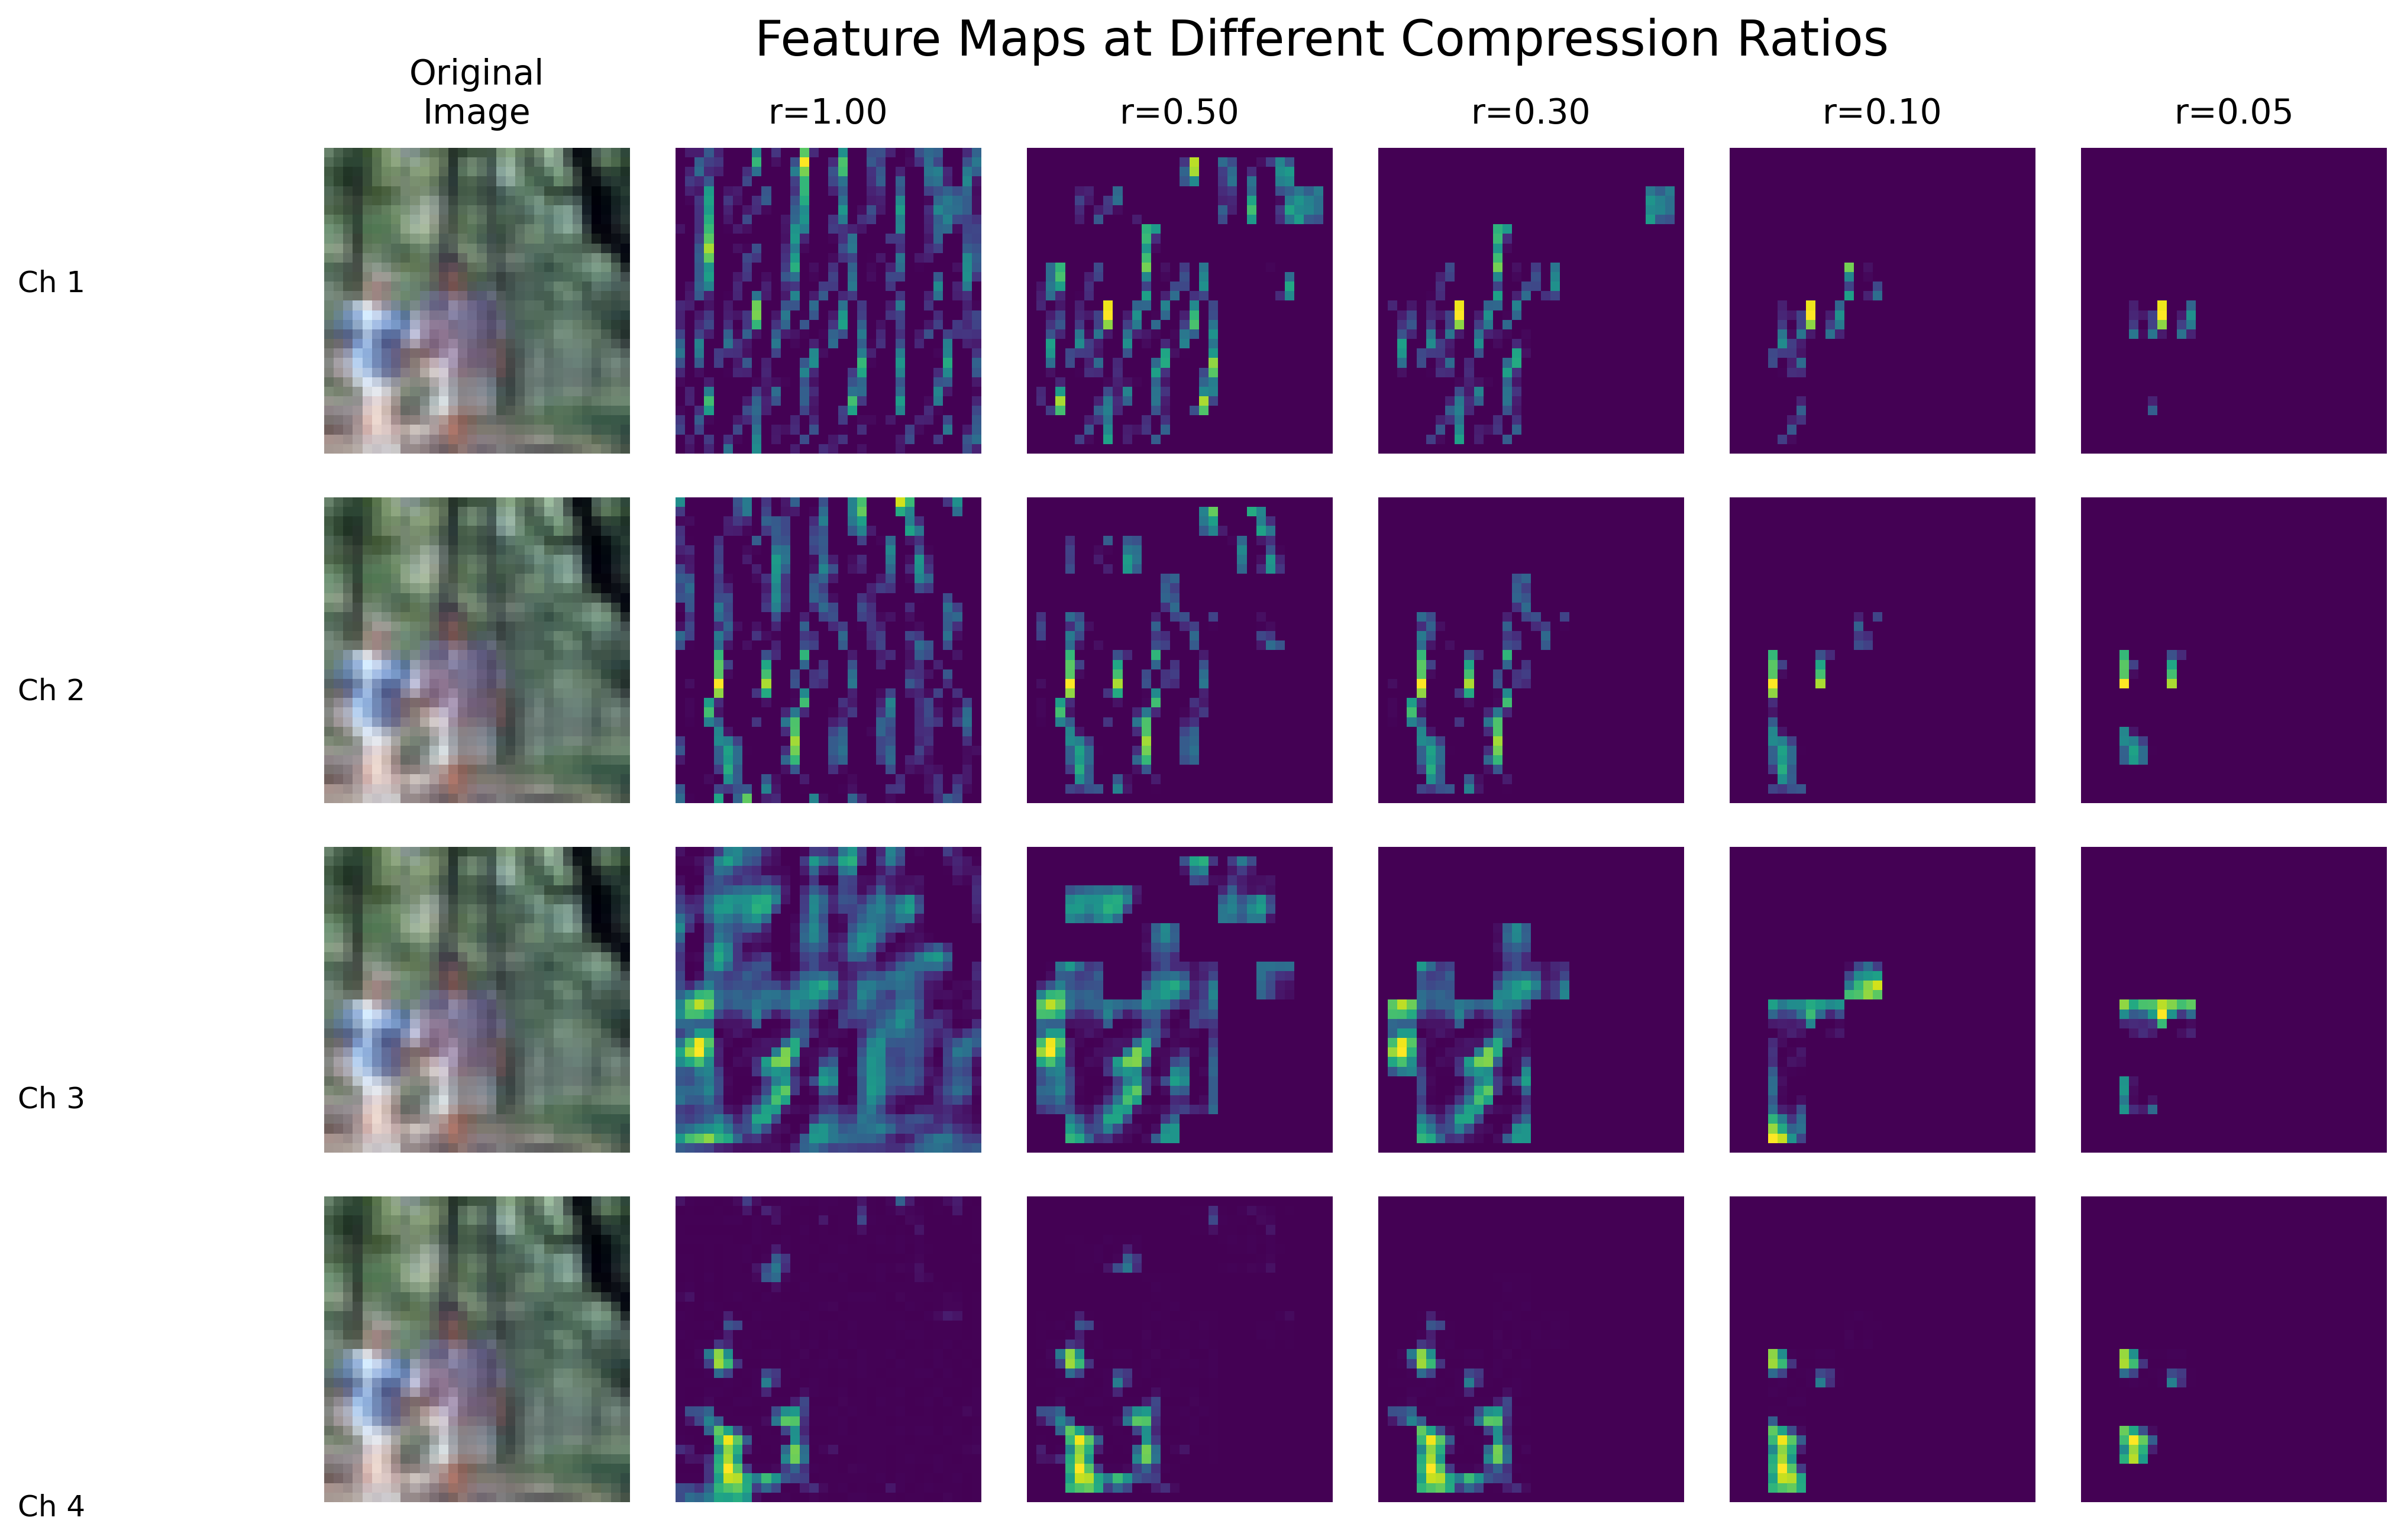 Feature Maps at Different Compression Ratios
Original
Image
r=1.00
r=0.50
r=0.30
r=0.10
r=0.05
Ch 1
Ch 2
Ch 3
Ch 4